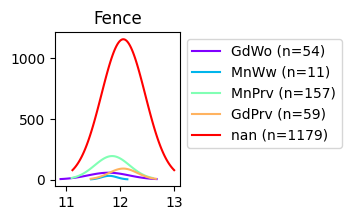 Fence
1000
500
0
11
12
13
GdWo (n=54)
MnWw (n=11)
MnPrv (n=157)
GdPrv (n=59)
nan (n=1179)